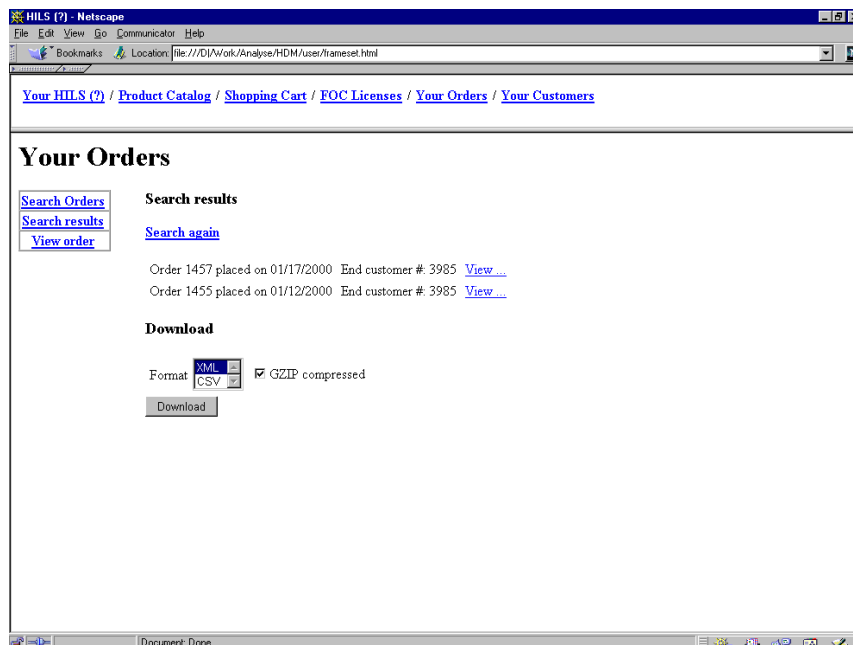 HILS (?) - Netscape
File Edit View Go Communicator Help
Bookmarks Location: file:///D|/Work/Analyse/HDM/user/frameset.html
Your HILS (?) / Product Catalog / Shopping Cart / FOC Licenses / Your Orders / Your Customers
Your Orders
Search Orders
Search results
View order
Search results
Search again
Order 1457 placed on 01/17/2000 End customer #: 3985 View ...
Order 1455 placed on 01/12/2000 End customer #: 3985 View ...
Download
Format XML CSV GZIP compressed
Download
Document: Done